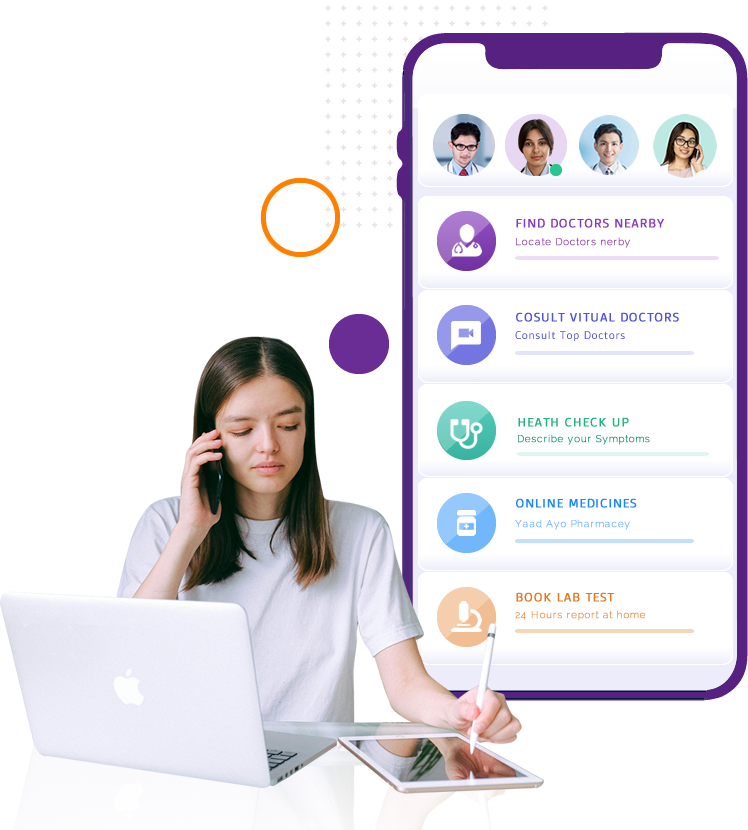 FIND DOCTORS NEARBY
Locate Doctors nerby
COSULT VITUAL DOCTORS
Consult Top Doctors
HEATH CHECK UP
Describe your Symptoms
ONLINE MEDICINES
Yaad Ayo Pharmacey
BOOK LAB TEST
24 Hours report at home